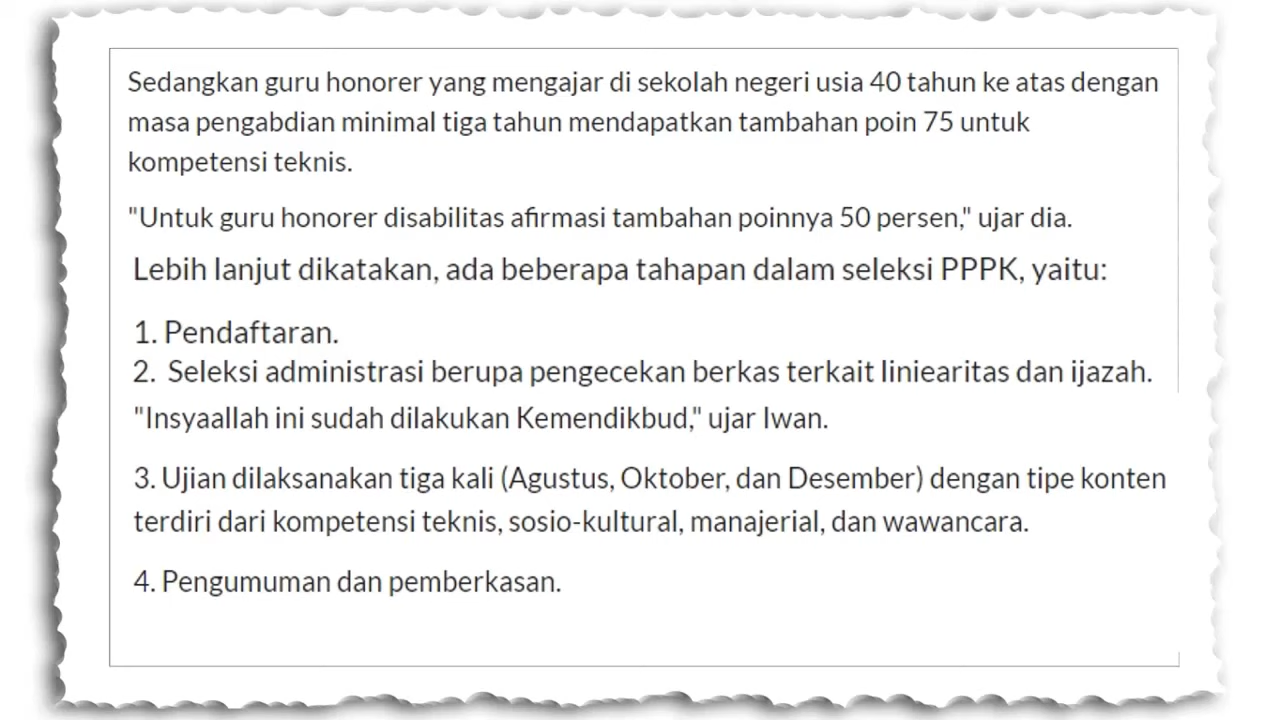 Sedangkan guru honorer yang mengajar di sekolah negeri usia 40 tahun ke atas dengan
masa pengabdian minimal tiga tahun mendapatkan tambahan poin 75 untuk
kompetensi teknis.
"Untuk guru honorer disabilitas afirmasi tambahan poinnya 50 persen," ujar dia.
Lebih lanjut dikatakan, ada beberapa tahapan dalam seleksi PPPK, yaitu:
1. Pendaftaran.
2. Seleksi administrasi berupa pengecekan berkas terkait liniearitas dan ijazah.
"Insyaallah ini sudah dilakukan Kemendikbud," ujar Iwan.
3. Ujian dilaksanakan tiga kali (Agustus, Oktober, dan Desember) dengan tipe konten
terdiri dari kompetensi teknis, sosio-kultural, manajerial, dan wawancara.
4. Pengumuman dan pemberkasan.